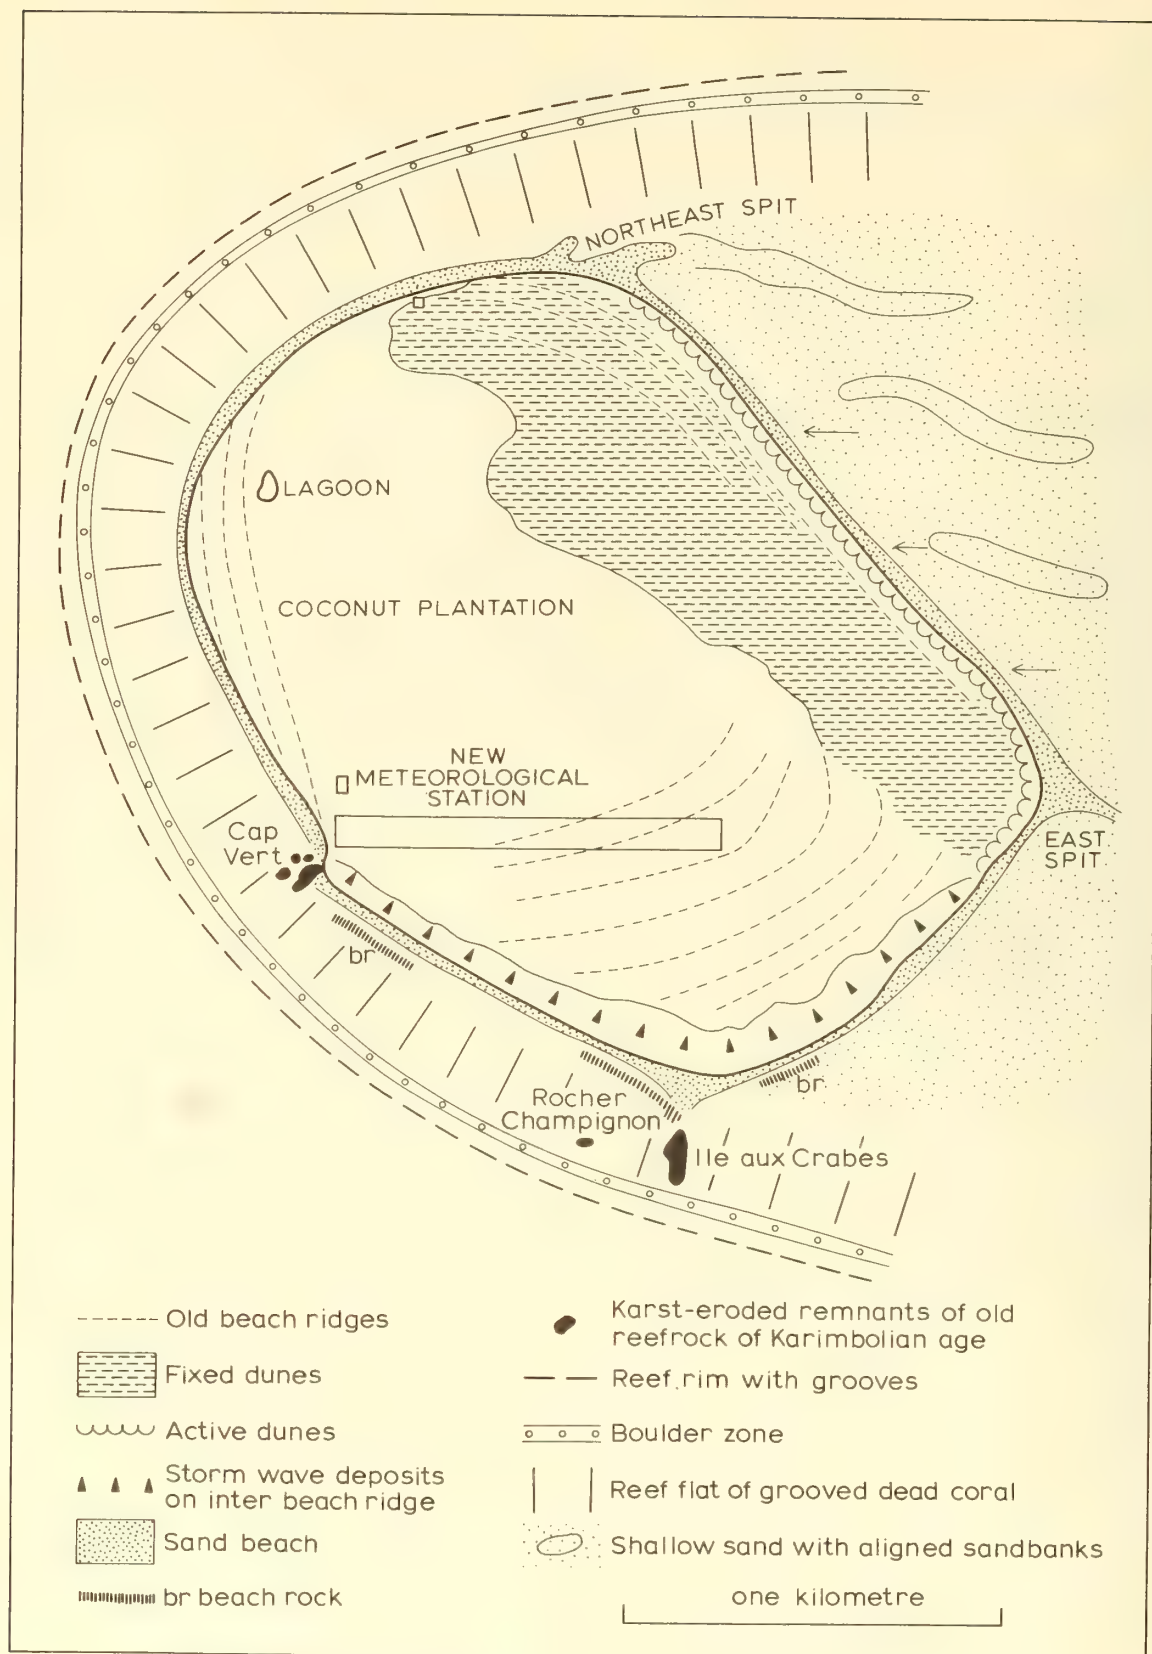 NORTHEAST SPIT
LAGOON
COCONUT PLANTATION
NEW
METEOROLOGICAL
STATION
Cap
Vert
EAST
SPIT
br
br
Rocher
Champignon
Ile aux Crabes
Old beach ridges
Fixed dunes
Active dunes
Storm wave deposits
on inter beach ridge
Sand beach
br beach rock
Karst-eroded remnants of old
reefrock of Karimbolian age
Reef rim with grooves
Boulder zone
Reef flat of grooved dead coral
Shallow sand with aligned sandbanks
one kilometre